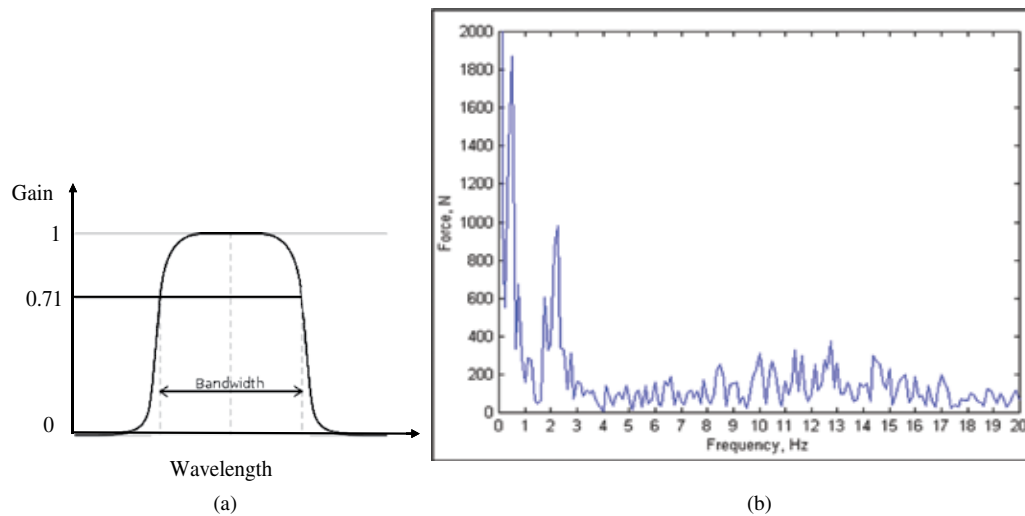 Gain
1
0.71
0
Bandwidth
Wavelength
(a)
2000
1800
1600
1400
1200
1000
800
600
400
200
0
Force, N
0 1 2 3 4 5 6 7 8 9 10 11 12 13 14 15 16 17 18 19 20
Frequency, Hz
(b)